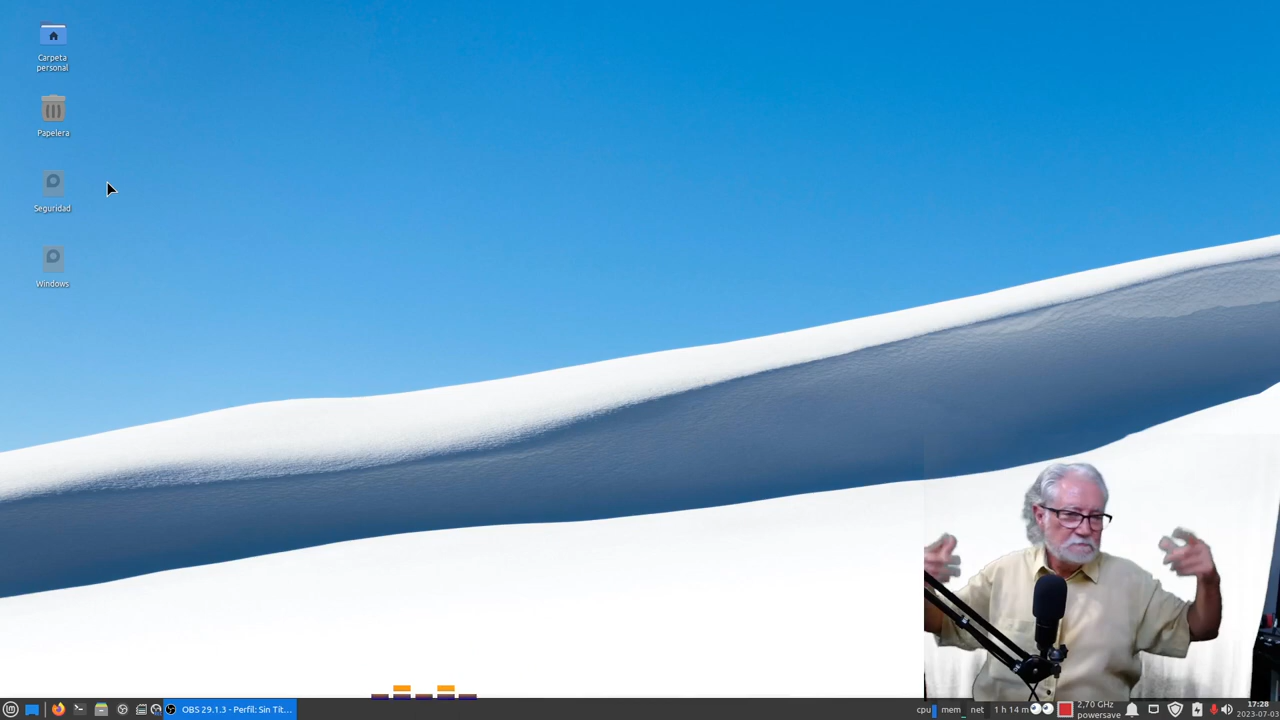 Carpeta
personal
Papelera
Seguridad
Windows
OBS 29.1.3 - Perfil: Sin Tít...
cpu mem net 1 h 14 m
2,70 GHz
powersave
17:28
2023-07-03